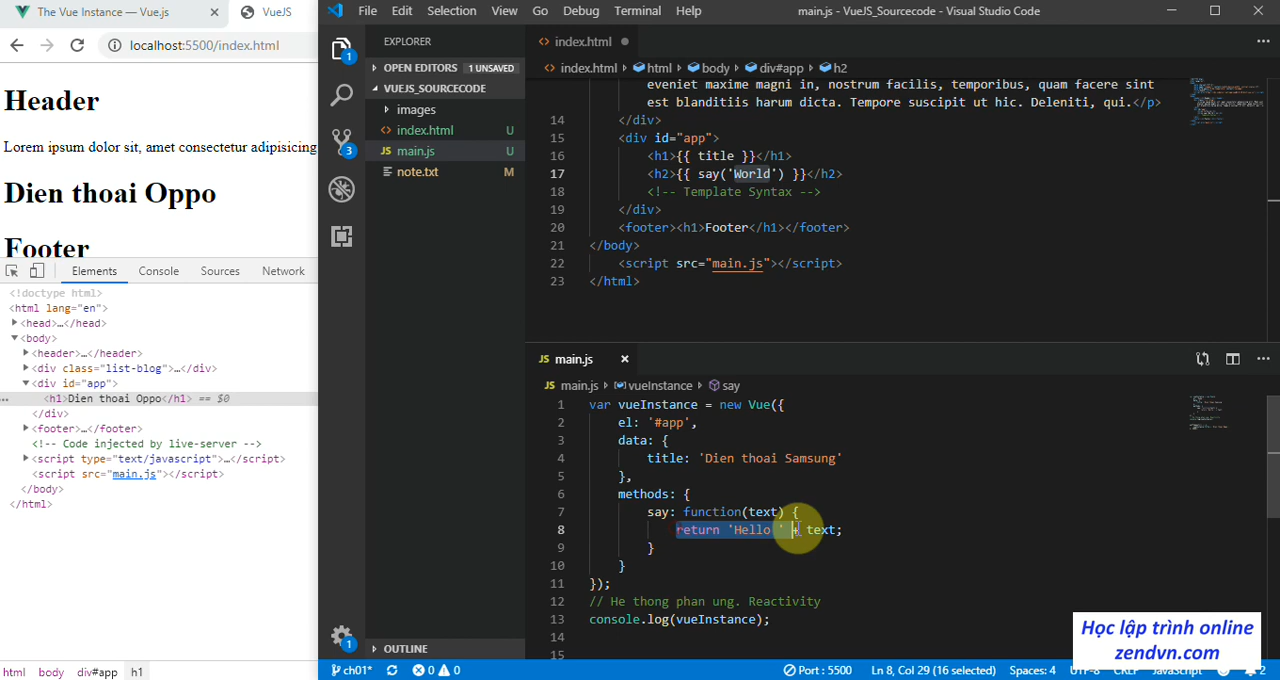 The Vue Instance — Vue.js
VueJS
localhost:5500/index.html
Header
Lorem ipsum dolor sit, amet consectetur adipisicing
Dien thoai Oppo
Footer
Elements Console Sources Network
<!doctype html>
<html lang="en">
<head>…</head>
<body>
<header>…</header>
<div class="list-blog">…</div>
<div id="app">
<h1>Dien thoai Oppo</h1> == $0
</div>
<footer>…</footer>
<!-- Code injected by live-server -->
<script type="text/javascript">…</script>
<script src="main.js"></script>
</body>
</html>
html body div#app h1
File Edit Selection View Go Debug Terminal Help
main.js - VueJS_Sourcecode - Visual Studio Code
EXPLORER
OPEN EDITORS 1 UNSAVED
VUEJS_SOURCECODE
images
index.html U
main.js U
note.txt M
OUTLINE
1
3
1
index.html
index.html html body div#app h2
eveniet maxime magni in, nostrum facilis, temporibus, quam facere sint
est blanditiis harum dicta. Tempore suscipit ut hic. Deleniti, qui.</p>
14 </div>
15 <div id="app">
16 <h1>{{ title }}</h1>
17 <h2>{{ say('World') }}</h2>
18 <!-- Template Syntax -->
19 </div>
20 <footer><h1>Footer</h1></footer>
21 </body>
22 <script src="main.js"></script>
23 </html>
JS main.js
JS main.js vueInstance say
1 var vueInstance = new Vue({
2 el: '#app',
3 data: {
4 title: 'Dien thoai Samsung'
5 },
6 methods: {
7 say: function(text) {
8 return 'Hello ' + text;
9 }
10 }
11 });
12 // He thong phan ung. Reactivity
13 console.log(vueInstance);
14
15
Học lập trình online
zendvn.com
ch01* 0 0 Port : 5500 Ln 8, Col 29 (16 selected) Spaces: 4 UTF-8 CRLF JavaScript 2